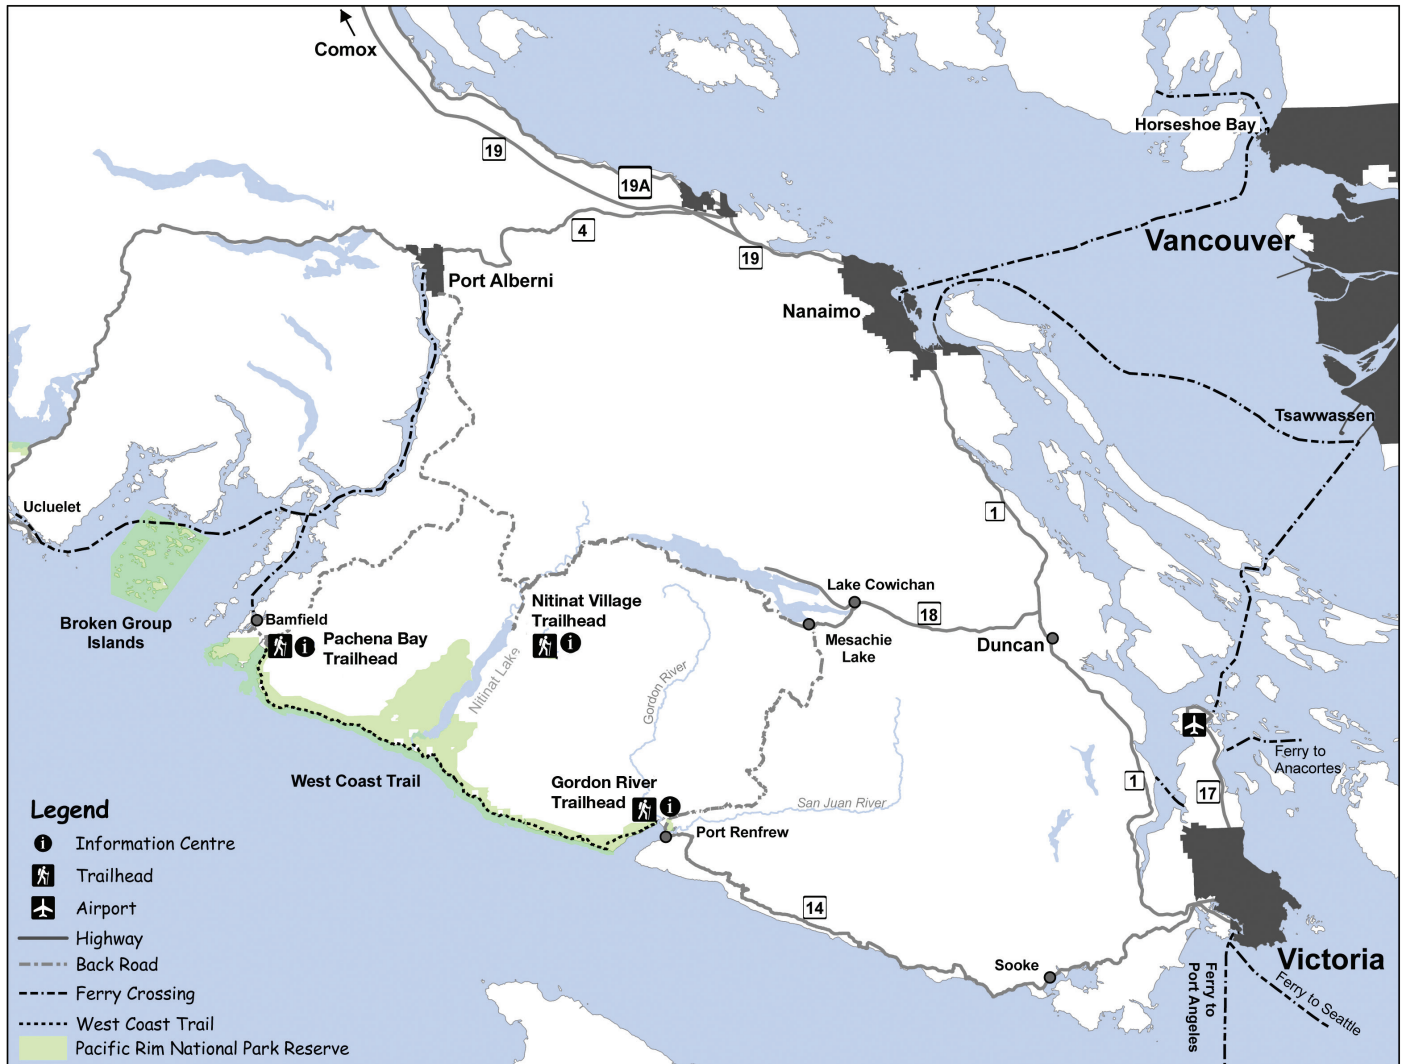 Comox
19
19A
4
19
Horseshoe Bay
Vancouver
Port Alberni
Nanaimo
Tsawwassen
Ucluelet
1
Broken Group
Islands
Bamfield
Pachena Bay
Trailhead
Nitinat Village
Trailhead
Nitinat Lake
Gordon River
Lake Cowichan
18
Mesachie
Lake
Duncan
West Coast Trail
Gordon River
Trailhead
Port Renfrew
San Juan River
1
17
Ferry to
Anacortes
14
Sooke
Victoria
Ferry to
Port Angeles
Ferry to Seattle
Legend
i Information Centre
Trailhead
Airport
Highway
Back Road
Ferry Crossing
West Coast Trail
Pacific Rim National Park Reserve